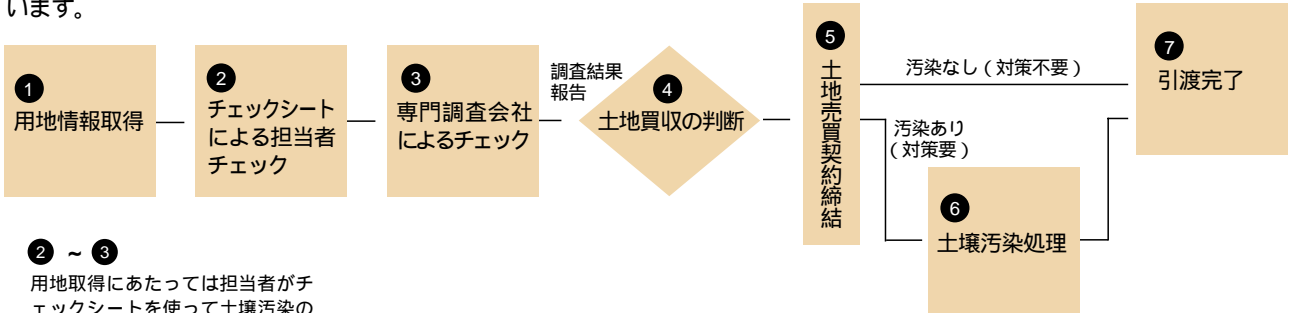 います。
1
用地情報取得
2
チェックシート
による担当者
チェック
3
専門調査会社
によるチェック
調査結果
報告
4
土地買収の判断
5
土地売買契約締結
汚染なし（対策不要）
汚染あり
（対策要）
6
土壌汚染処理
7
引渡完了
2 ~ 3
用地取得にあたっては担当者がチ
ェックシートを使って土壌汚染の